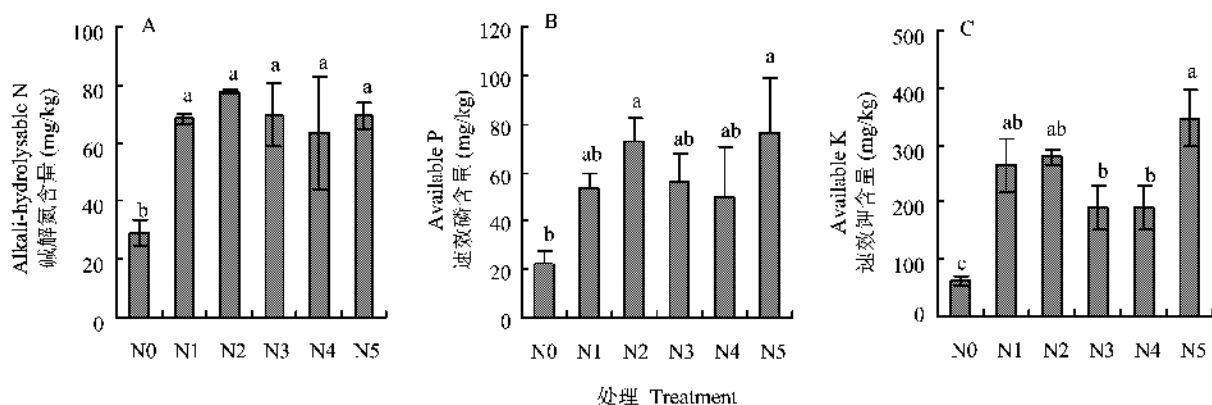 A
100
80
60
40
20
0
Alkali-hydrolysable N
碱解氮含量 (mg/kg)
b a a a a a
N0 N1 N2 N3 N4 N5
B
120
100
80
60
40
20
0
Available P
速效磷含量 (mg/kg)
b ab a ab ab a
N0 N1 N2 N3 N4 N5
C
500
400
300
200
100
0
Available K
速效钾含量 (mg/kg)
c ab ab b b a
N0 N1 N2 N3 N4 N5
处理 Treatment